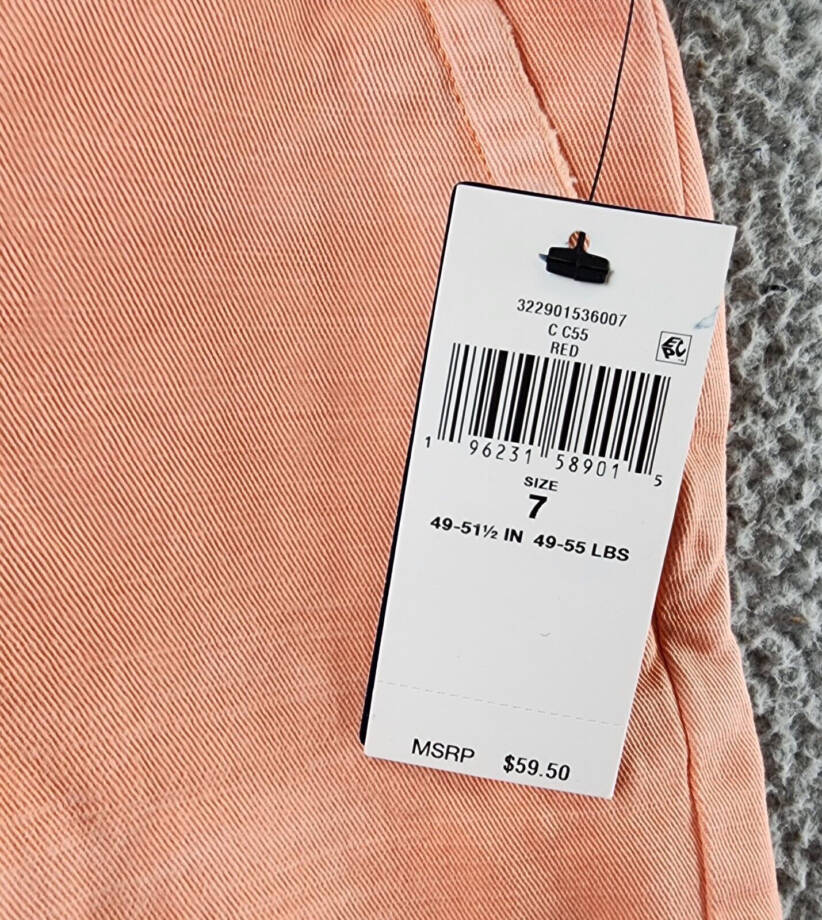 322901536007
C C55
RED
EPC
1 96231 58901 5
SIZE
7
49-51½ IN 49-55 LBS
MSRP $59.50